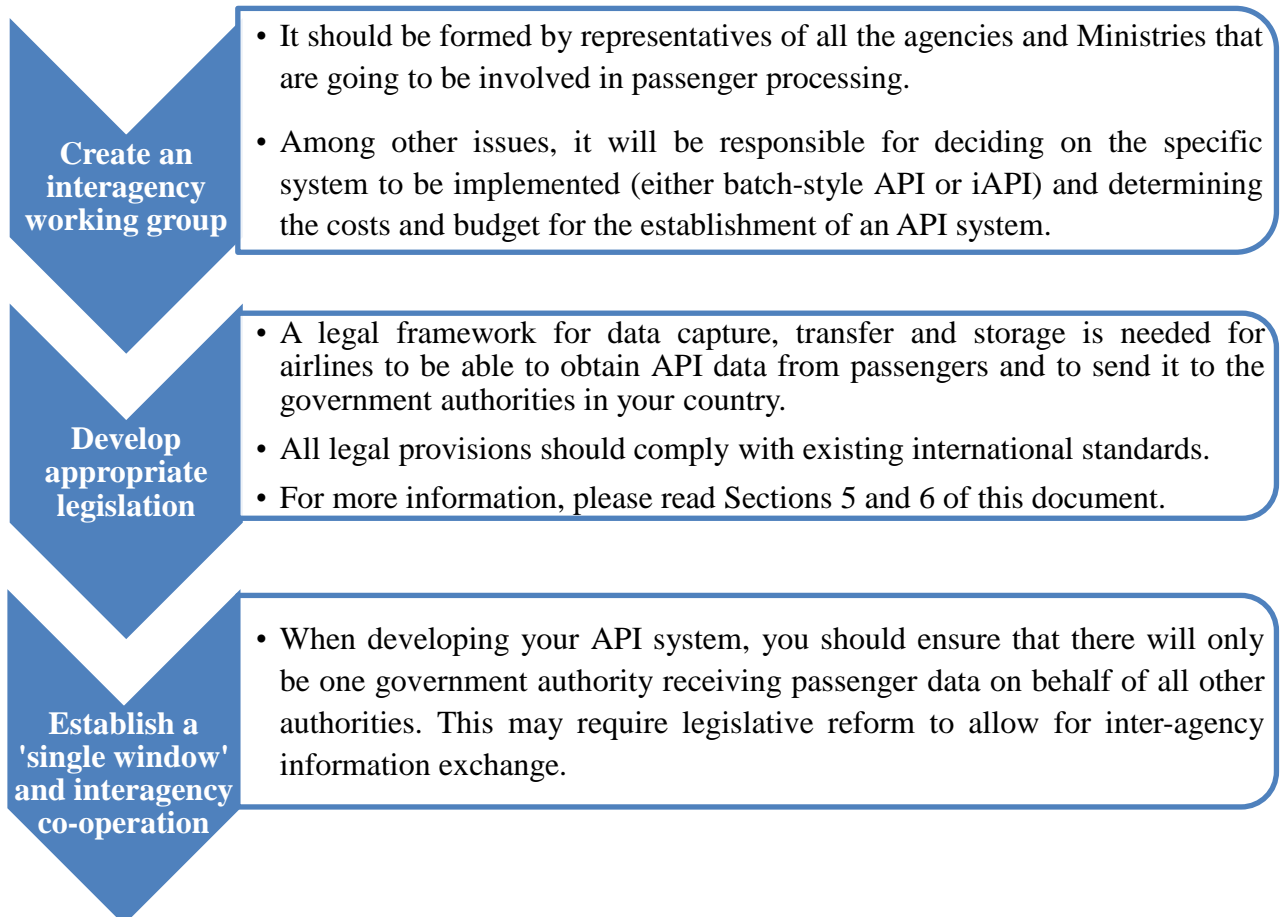 Create an
interagency
working group
• It should be formed by representatives of all the agencies and Ministries that
are going to be involved in passenger processing.
• Among other issues, it will be responsible for deciding on the specific
system to be implemented (either batch-style API or iAPI) and determining
the costs and budget for the establishment of an API system.
Develop
appropriate
legislation
• A legal framework for data capture, transfer and storage is needed for
airlines to be able to obtain API data from passengers and to send it to the
government authorities in your country.
• All legal provisions should comply with existing international standards.
• For more information, please read Sections 5 and 6 of this document.
Establish a
'single window'
and interagency
co-operation
• When developing your API system, you should ensure that there will only
be one government authority receiving passenger data on behalf of all other
authorities. This may require legislative reform to allow for inter-agency
information exchange.